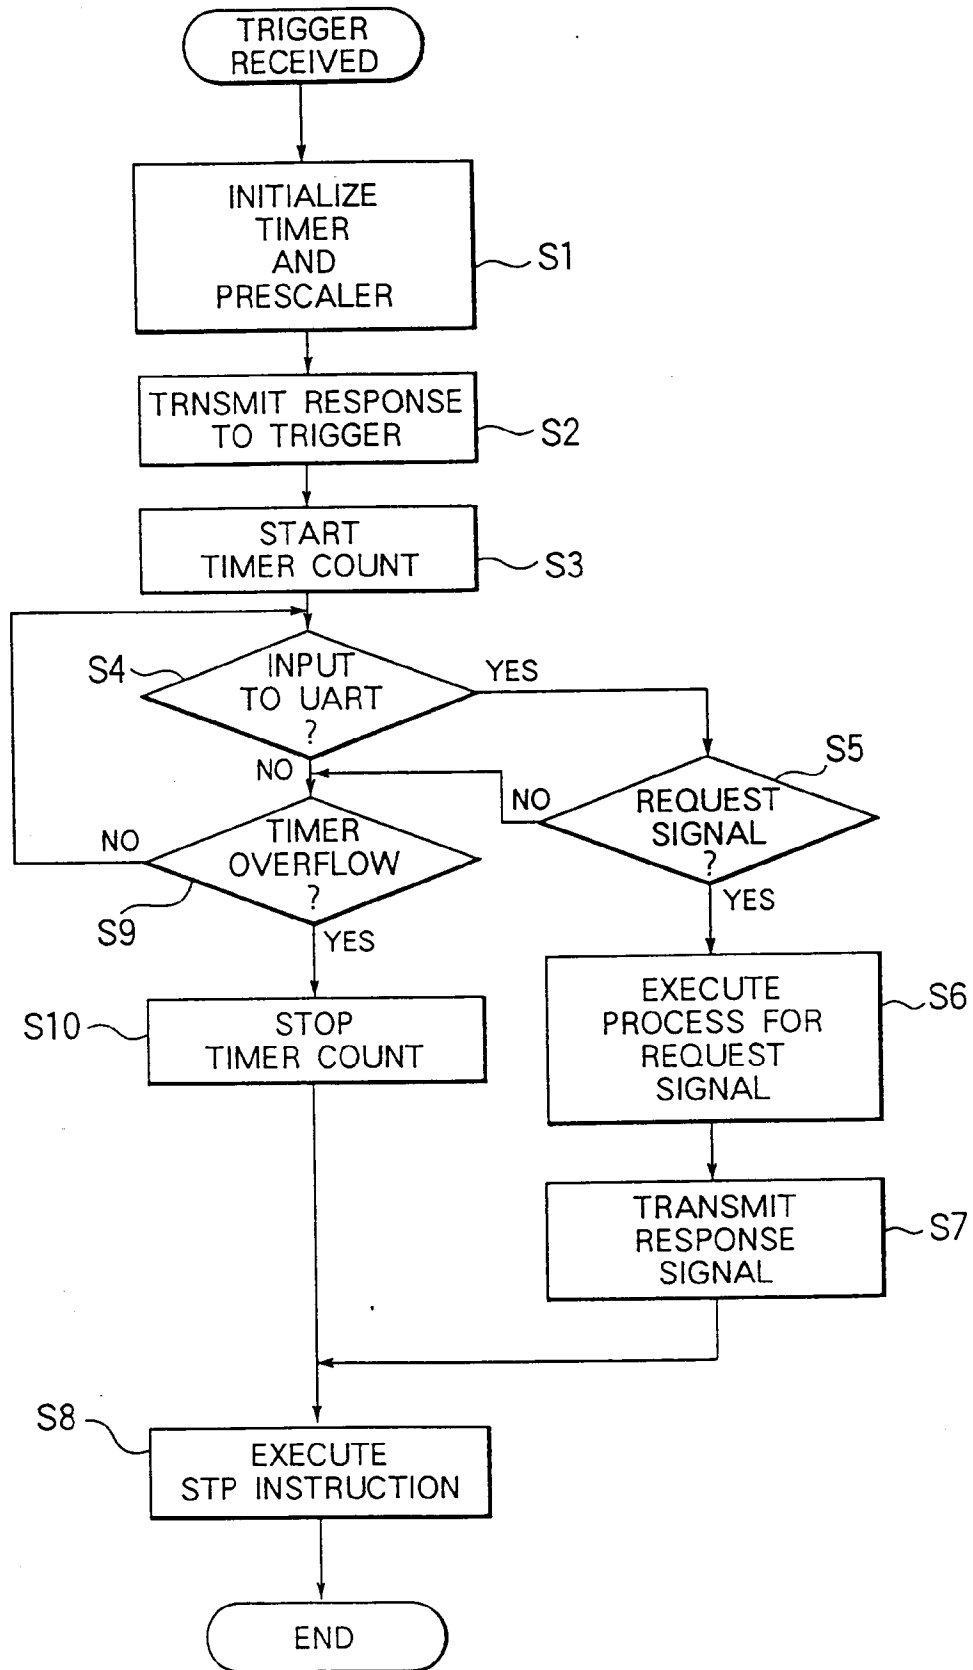 TRIGGER
RECEIVED
INITIALIZE
TIMER
AND
PRESCALER
S1
TRNSMIT RESPONSE
TO TRIGGER
S2
START
TIMER COUNT
S3
S4
INPUT
TO UART
?
YES
NO
S5
REQUEST
SIGNAL
?
NO
YES
TIMER
OVERFLOW
?
NO
S9
YES
S10
STOP
TIMER COUNT
EXECUTE
PROCESS FOR
REQUEST
SIGNAL
S6
TRANSMIT
RESPONSE
SIGNAL
S7
S8
EXECUTE
STP INSTRUCTION
END